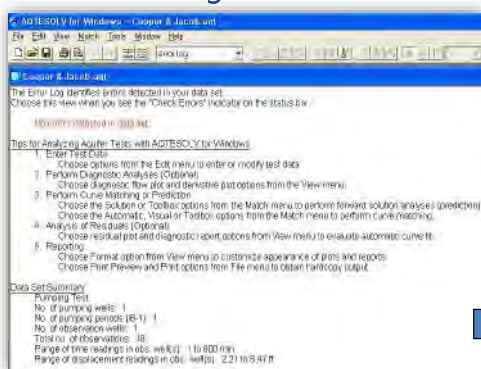 AQTESOLV for Windows - Cooper & Jacob.aqt
File Edit View Match Tools Window Help
Error Log
Cooper & Jacob.aqt
The Error Log identifies errors detected in your data set.
Choose this view when you see the "Check Errors" indicator on the status bar.
No errors detected in data set.
Tips for Analyzing Aquifer Tests with AQTESOLV for Windows
1. Enter Test Data
Choose options from the Edit menu to enter or modify test data.
2. Perform Diagnostic Analyses (Optional)
Choose diagnostic flow plot and derivative plot options from the View menu.
3. Perform Curve Matching or Prediction
Choose the Solution or Toolbox options from the Match menu to perform forward solution analyses (prediction)
Choose the Automatic, Visual or Toolbox options from the Match menu to perform curve matching.
4. Analysis of Residuals (Optional)
Choose residual plot and diagnostic report options from View menu to evaluate automatic curve fit.
5. Reporting
Choose Format option from View menu to customize appearance of plots and reports.
Choose Print Preview and Print options from File menu to obtain hardcopy output.
Data Set Summary
Pumping Test
No. of pumping wells: 1
No. of pumping periods 1: 1
No. of observation wells: 1
Total no. of observations: 18
Range of time readings in obs. well(s): 1 to 800 min
Range of displacement readings in obs. well(s): 2.21 to 8.47 ft